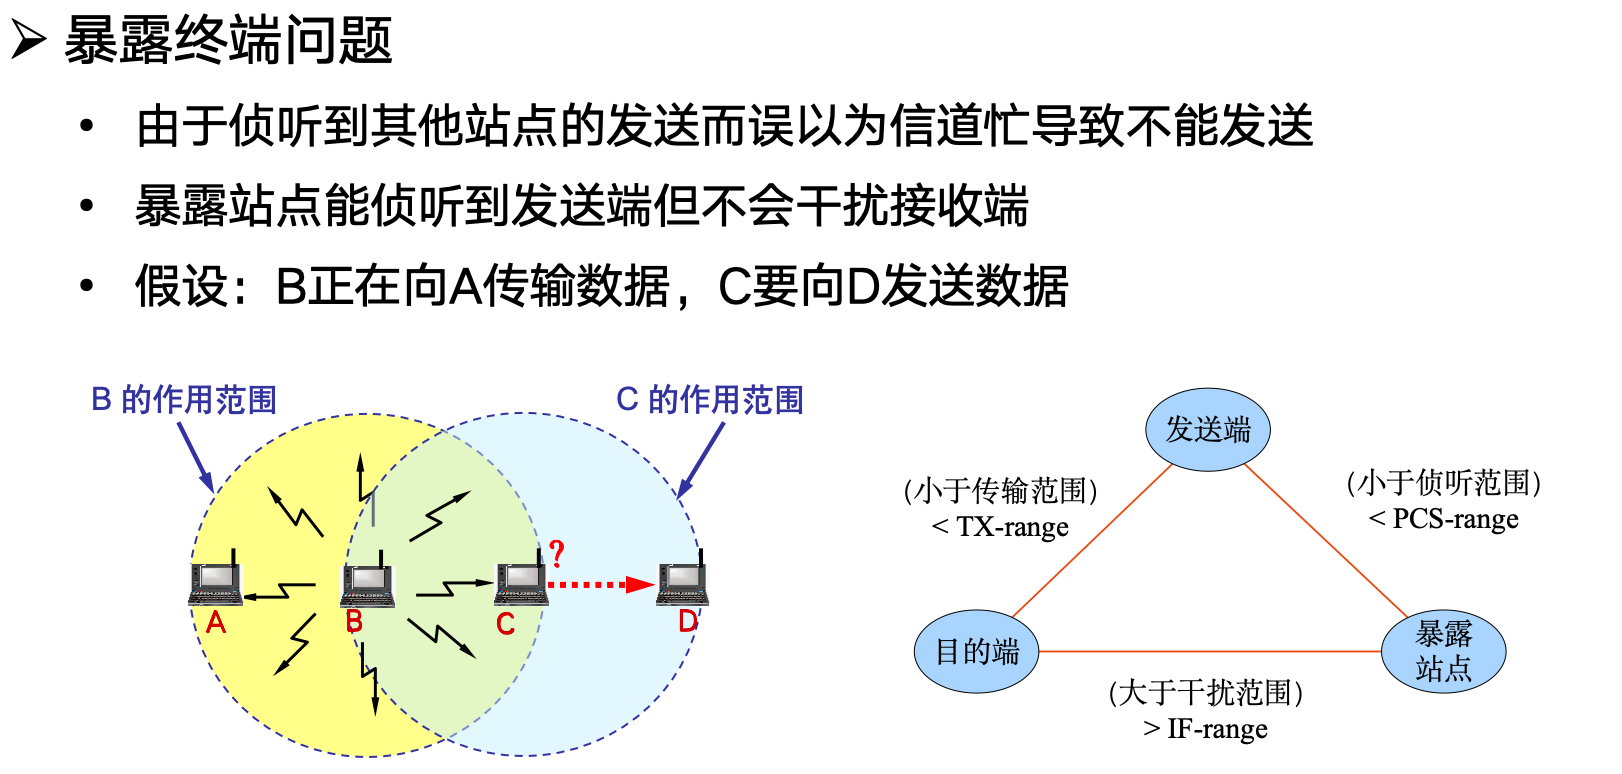 ➢ 暴露终端问题
• 由于侦听到其他站点的发送而误以为信道忙导致不能发送
• 暴露站点能侦听到发送端但不会干扰接收端
• 假设：B正在向A传输数据，C要向D发送数据
B 的作用范围
C 的作用范围
?
A
B
C
D
发送端
(小于传输范围)
< TX-range
(小于侦听范围)
< PCS-range
目的端
暴露
站点
(大于干扰范围)
> IF-range